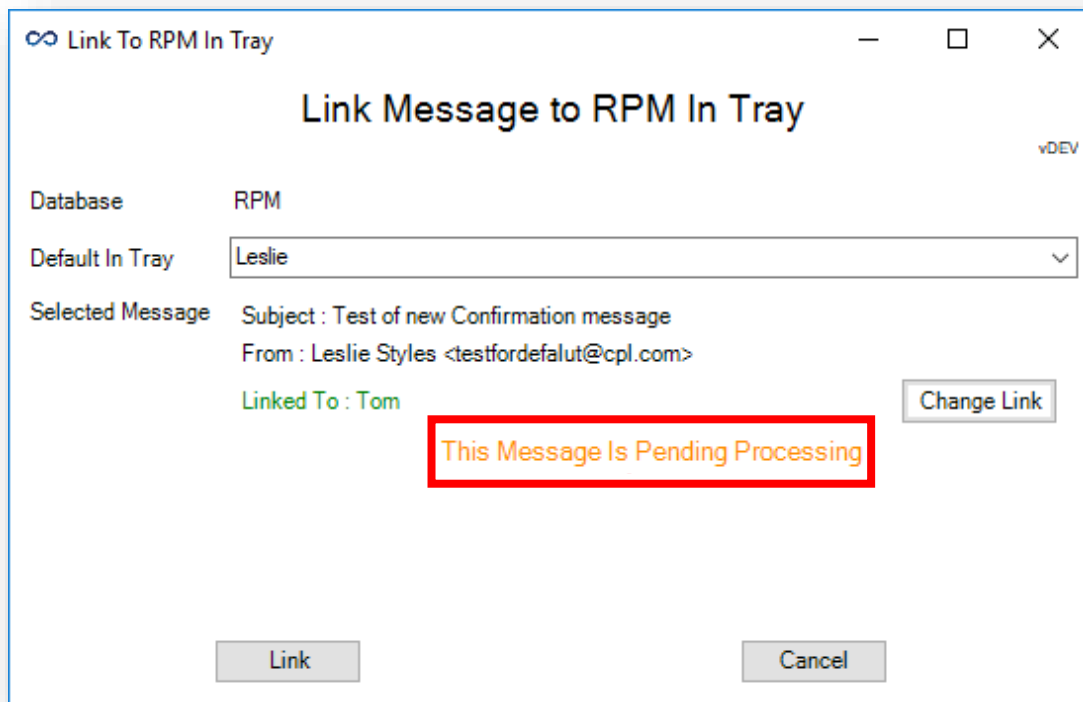 Link To RPM In Tray
Link Message to RPM In Tray
vDEV
Database RPM
Default In Tray Leslie
Selected Message Subject : Test of new Confirmation message
From : Leslie Styles <testfordefalut@cpl.com>
Linked To : Tom Change Link
This Message Is Pending Processing
Link Cancel